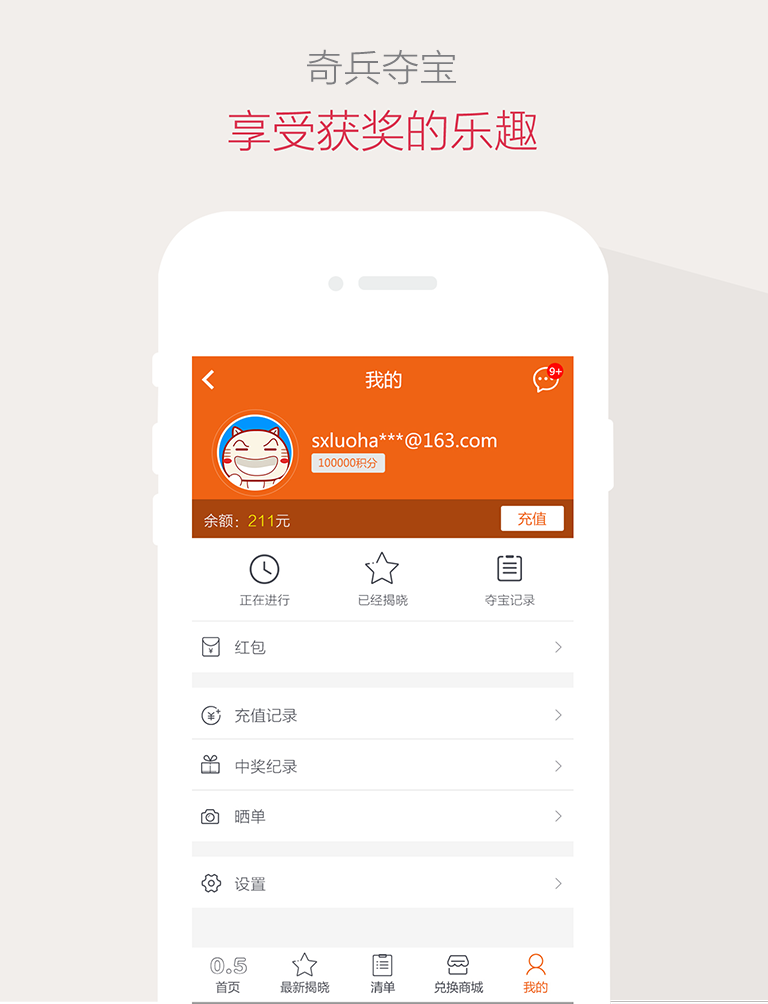 奇兵夺宝
享受获奖的乐趣
我的
9+
sxluoha***@163.com
100000积分
余额：211元
充值
正在进行 已经揭晓 夺宝记录
¥
红包
¥+
充值记录
中奖纪录
晒单
设置
0.5
首页 最新揭晓 清单 兑换商城 我的